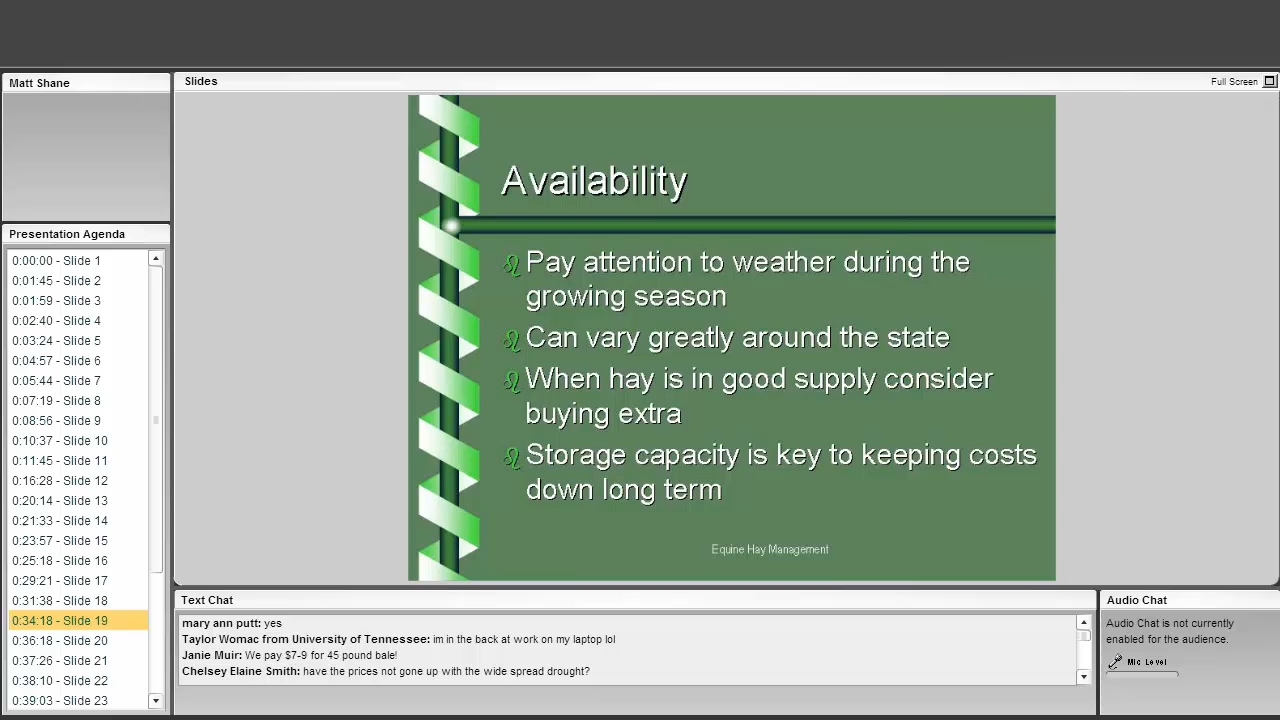 Matt Shane
Presentation Agenda
0:00:00 - Slide 1
0:01:45 - Slide 2
0:01:59 - Slide 3
0:02:40 - Slide 4
0:03:24 - Slide 5
0:04:57 - Slide 6
0:05:44 - Slide 7
0:07:19 - Slide 8
0:08:56 - Slide 9
0:10:37 - Slide 10
0:11:45 - Slide 11
0:16:28 - Slide 12
0:20:14 - Slide 13
0:21:33 - Slide 14
0:23:57 - Slide 15
0:25:18 - Slide 16
0:29:21 - Slide 17
0:31:38 - Slide 18
0:34:18 - Slide 19
0:36:18 - Slide 20
0:37:26 - Slide 21
0:38:10 - Slide 22
0:39:03 - Slide 23
Slides
Full Screen
Availability
Pay attention to weather during the
growing season
Can vary greatly around the state
When hay is in good supply consider
buying extra
Storage capacity is key to keeping costs
down long term
Equine Hay Management
Text Chat
mary ann putt: yes
Taylor Womac from University of Tennessee: im in the back at work on my laptop lol
Janie Muir: We pay $7-9 for 45 pound bale!
Chelsey Elaine Smith: have the prices not gone up with the wide spread drought?
Audio Chat
Audio Chat is not currently
enabled for the audience.
Mic Level